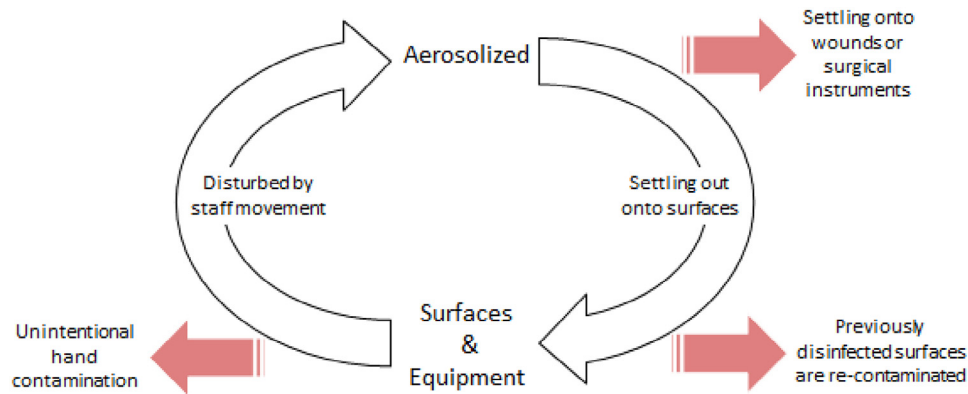 Aerosolized
Settling onto
wounds or
surgical
instruments
Disturbed by
staff movement
Settling out
onto surfaces
Unintentional
hand
contamination
Surfaces
&
Equipment
Previously
disinfected surfaces
are re-contaminated